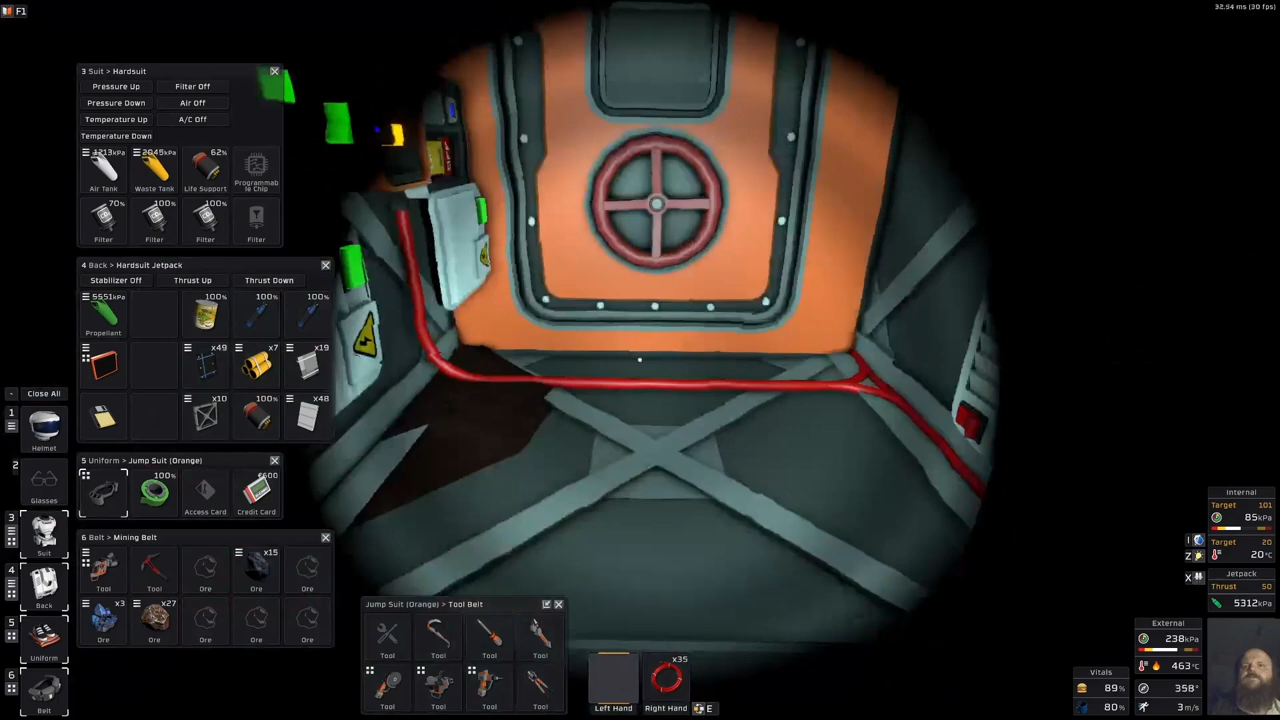 F1
32.94 ms (30 fps)
3 Suit > Hardsuit
Pressure Up
Filter Off
Pressure Down
Air Off
Temperature Up
A/C Off
Temperature Down
1213kPa
2045kPa
62%
Air Tank
Waste Tank
Life Support
Programmab
le Chip
70%
100%
100%
Filter
Filter
Filter
Filter
4 Back > Hardsuit Jetpack
Stabilizer Off
Thrust Up
Thrust Down
5551kPa
100%
100%
100%
Propellant
x49
x7
x19
x10
100%
x48
- Close All
1
Helmet
2
Glasses
3
Suit
4
Back
5
Uniform
6
Belt
5 Uniform > Jump Suit (Orange)
100%
€600
Access Card
Credit Card
6 Belt > Mining Belt
x15
Tool
Tool
Ore
Ore
Ore
x3
x27
Ore
Ore
Ore
Ore
Ore
Jump Suit (Orange) > Tool Belt
Tool
Tool
Tool
Tool
Tool
Tool
Tool
Tool
x35
Left Hand
Right Hand
E
Internal
Target 101
85kPa
Target 20
20°C
I
Z
X
Jetpack
Thrust 50
5312kPa
External
238kPa
463°C
358°
3m/s
Vitals
89%
80%